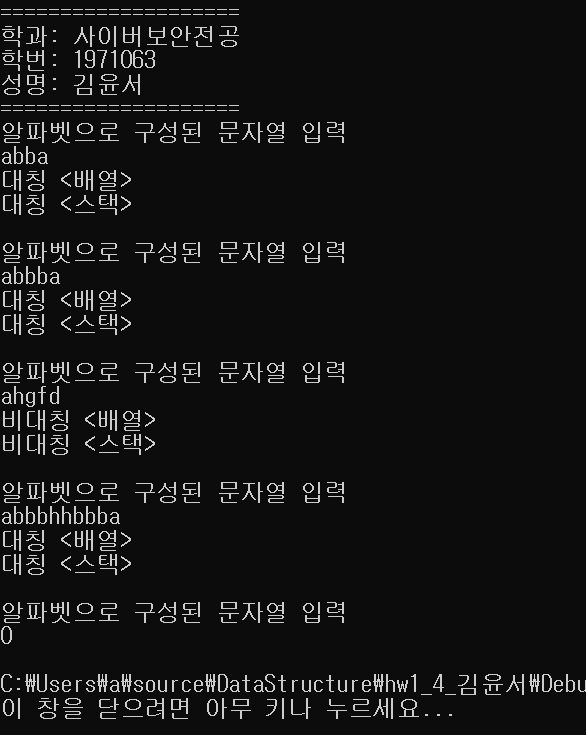 ====================
학과: 사이버보안전공
학번: 1971063
성명: 김윤서
====================
알파벳으로 구성된 문자열 입력
abba
대칭 <배열>
대칭 <스택>
알파벳으로 구성된 문자열 입력
abbba
대칭 <배열>
대칭 <스택>
알파벳으로 구성된 문자열 입력
ahgfd
비대칭 <배열>
비대칭 <스택>
알파벳으로 구성된 문자열 입력
abbbhhbbba
대칭 <배열>
대칭 <스택>
알파벳으로 구성된 문자열 입력
0
C:₩Users₩a₩source₩DataStructure₩hw1_4_김윤서₩Debu
이 창을 닫으려면 아무 키나 누르세요...